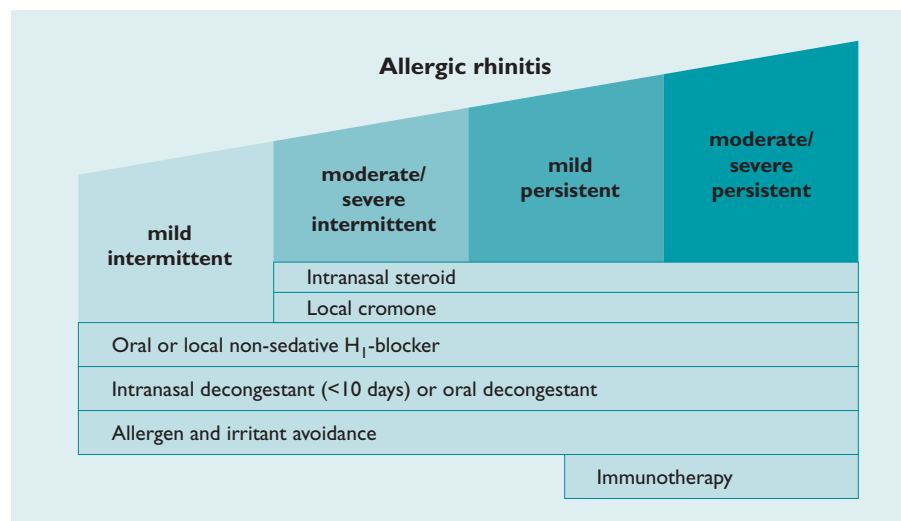 Allergic rhinitis
mild
intermittent
moderate/
severe
intermittent
mild
persistent
moderate/
severe
persistent
Intranasal steroid
Local cromone
Oral or local non-sedative H₁-blocker
Intranasal decongestant (<10 days) or oral decongestant
Allergen and irritant avoidance
Immunotherapy